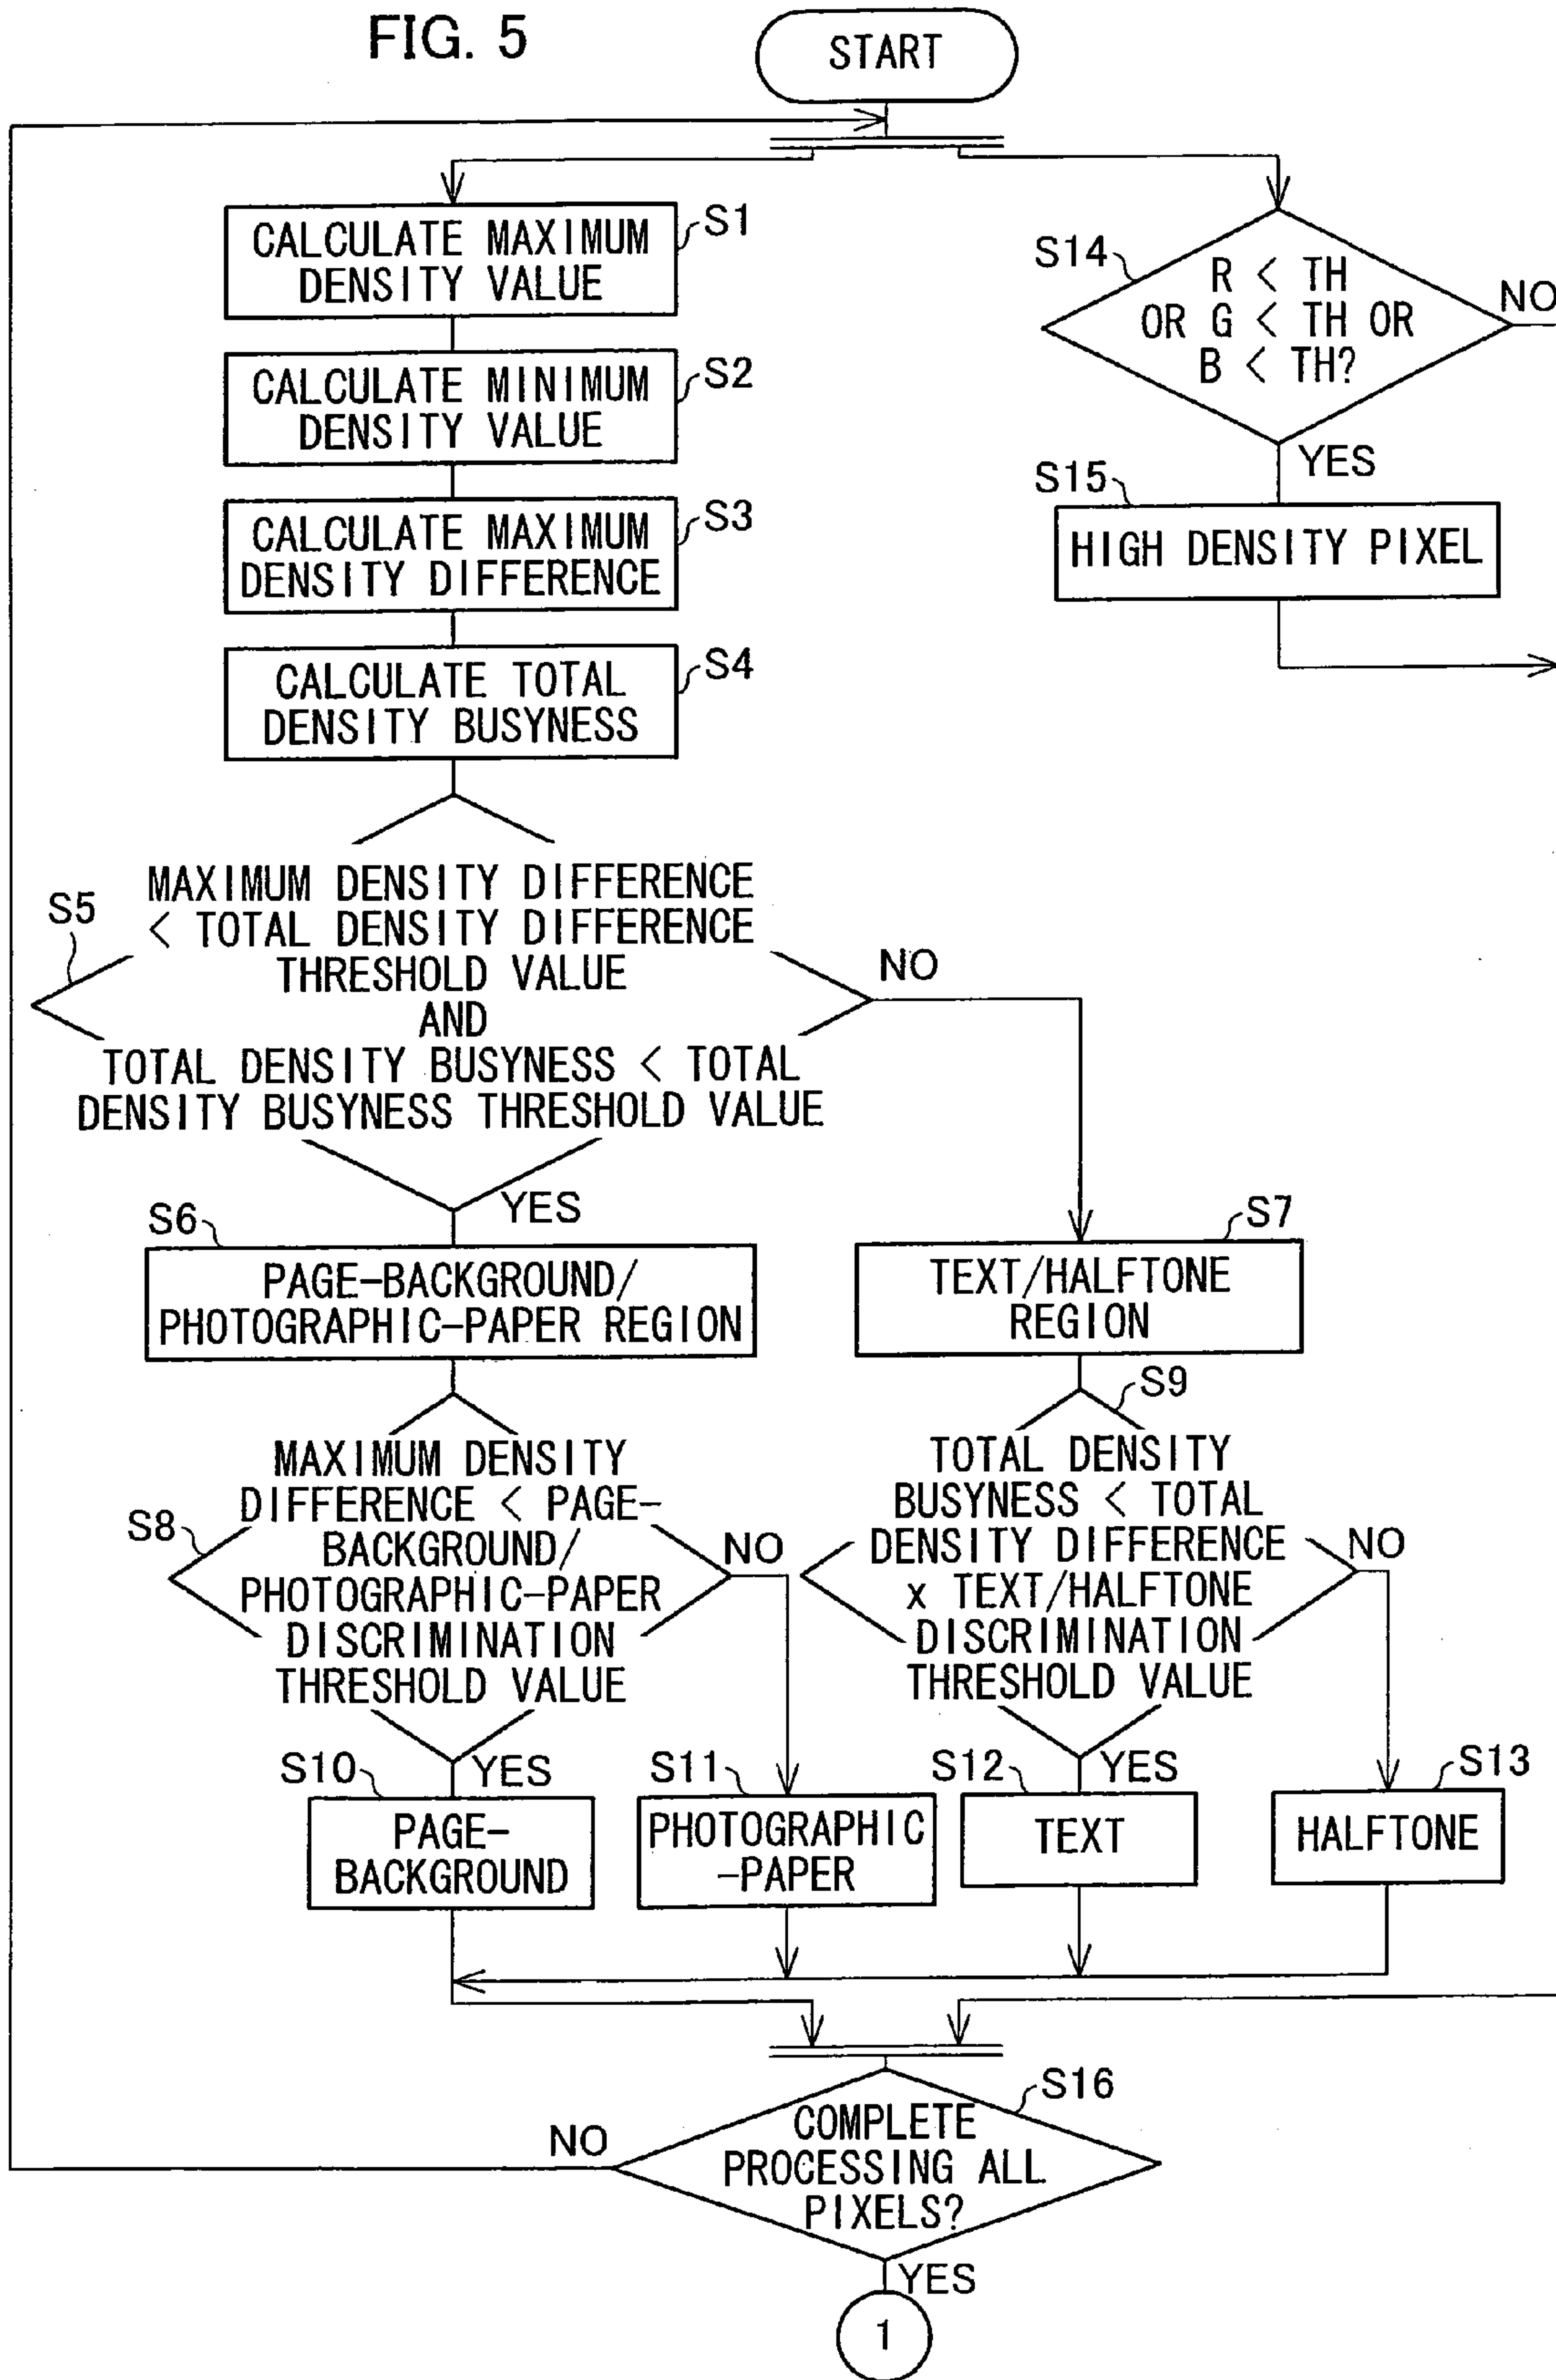 FIG. 5
START
CALCULATE MAXIMUM
DENSITY VALUE
S1
CALCULATE MINIMUM
DENSITY VALUE
S2
CALCULATE MAXIMUM
DENSITY DIFFERENCE
S3
CALCULATE TOTAL
DENSITY BUSYNESS
S4
S14
R < TH
OR G < TH OR
B < TH?
NO
YES
S15
HIGH DENSITY PIXEL
S5
MAXIMUM DENSITY DIFFERENCE
< TOTAL DENSITY DIFFERENCE
THRESHOLD VALUE
AND
TOTAL DENSITY BUSYNESS < TOTAL
DENSITY BUSYNESS THRESHOLD VALUE
NO
YES
S6
PAGE-BACKGROUND/
PHOTOGRAPHIC-PAPER REGION
S7
TEXT/HALFTONE
REGION
S8
MAXIMUM DENSITY
DIFFERENCE < PAGE-
BACKGROUND/
PHOTOGRAPHIC-PAPER
DISCRIMINATION
THRESHOLD VALUE
NO
YES
S9
TOTAL DENSITY
BUSYNESS < TOTAL
DENSITY DIFFERENCE
x TEXT/HALFTONE
DISCRIMINATION
THRESHOLD VALUE
NO
YES
S10
PAGE-
BACKGROUND
S11
PHOTOGRAPHIC
-PAPER
S12
TEXT
S13
HALFTONE
S16
COMPLETE
PROCESSING ALL
PIXELS?
NO
YES
1